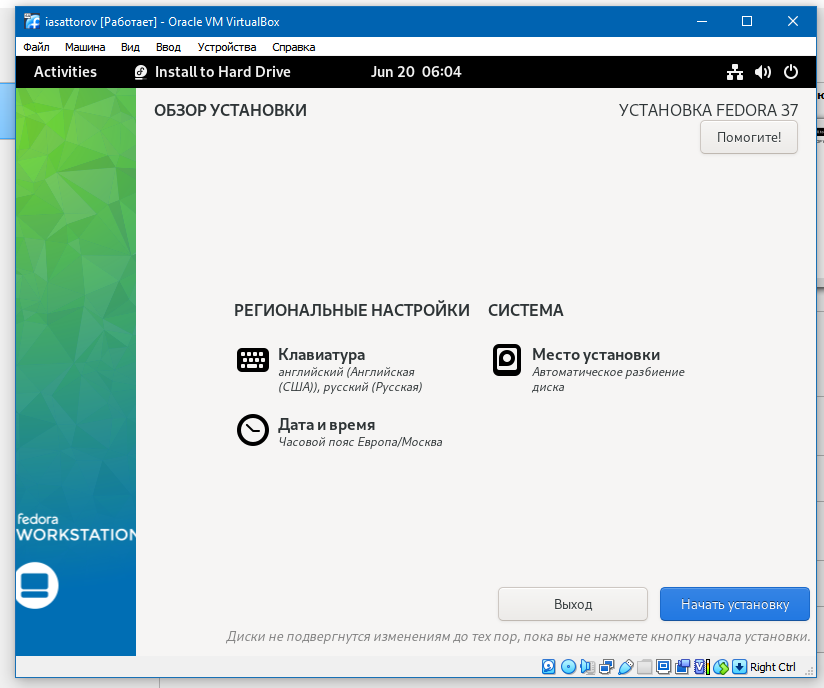 iasattorov [Работает] - Oracle VM VirtualBox
Файл Машина Вид Ввод Устройства Справка
Activities Install to Hard Drive Jun 20 06:04
ОБЗОР УСТАНОВКИ
УСТАНОВКА FEDORA 37
Помогите!
РЕГИОНАЛЬНЫЕ НАСТРОЙКИ
Клавиатура
английский (Английская
(США)), русский (Русская)
Дата и время
Часовой пояс Европа/Москва
СИСТЕМА
Место установки
Автоматическое разбиение
диска
fedora
WORKSTATION
Выход
Начать установку
Диски не подвергнутся изменениям до тех пор, пока вы не нажмете кнопку начала установки.
Right Ctrl